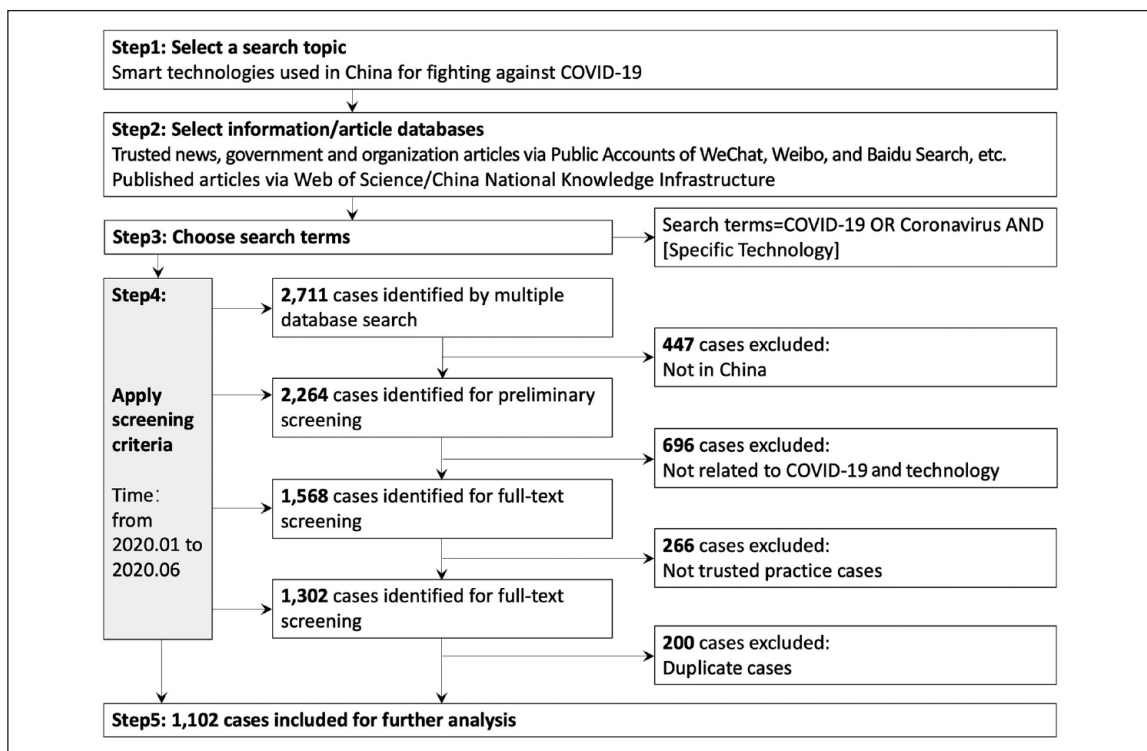 Step1: Select a search topic
Smart technologies used in China for fighting against COVID-19
Step2: Select information/article databases
Trusted news, government and organization articles via Public Accounts of WeChat, Weibo, and Baidu Search, etc.
Published articles via Web of Science/China National Knowledge Infrastructure
Step3: Choose search terms
Search terms=COVID-19 OR Coronavirus AND
[Specific Technology]
Step4:
Apply
screening
criteria
Time:
from
2020.01 to
2020.06
2,711 cases identified by multiple
database search
447 cases excluded:
Not in China
2,264 cases identified for preliminary
screening
696 cases excluded:
Not related to COVID-19 and technology
1,568 cases identified for full-text
screening
266 cases excluded:
Not trusted practice cases
1,302 cases identified for full-text
screening
200 cases excluded:
Duplicate cases
Step5: 1,102 cases included for further analysis